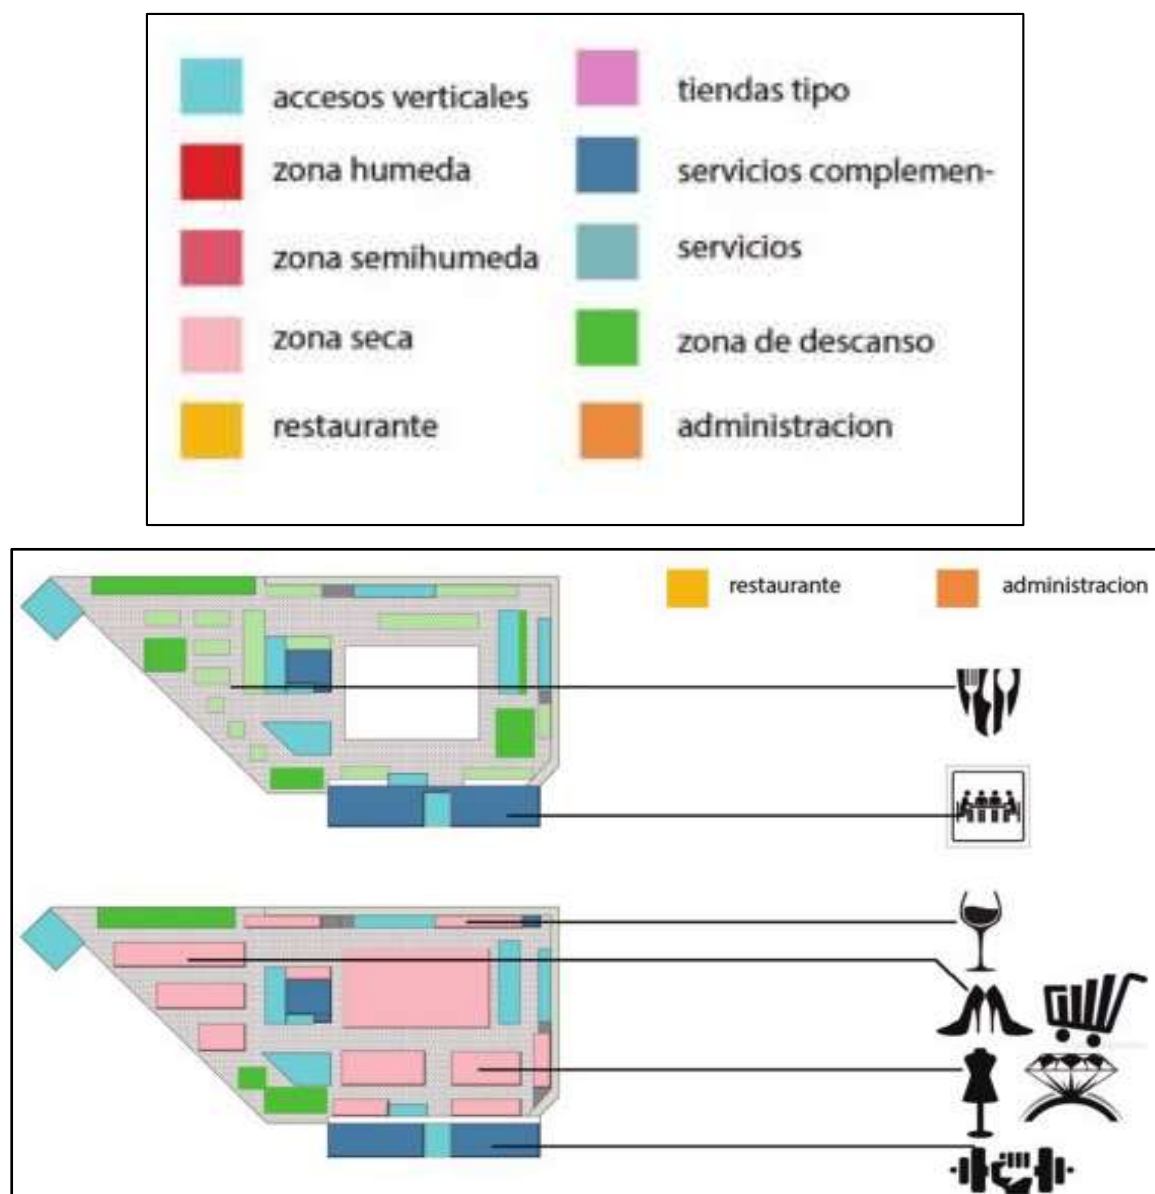 accesos verticales
zona humeda
zona semihumeda
zona seca
restaurante
tiendas tipo
servicios complemen-
servicios
zona de descanso
administracion
restaurante
administracion